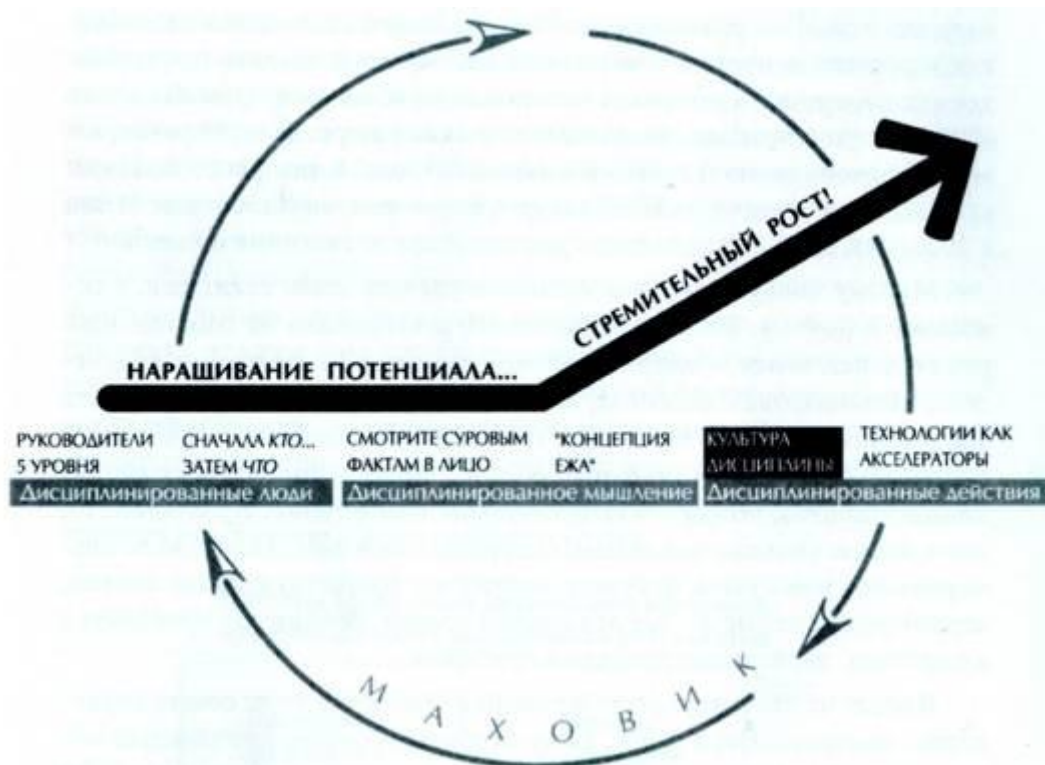 СТРЕМИТЕЛЬНЫЙ РОСТ!
НАРАЩИВАНИЕ ПОТЕНЦИАЛА...
РУКОВОДИТЕЛИ
5 УРОВНЯ
СНАЧАЛА КТО...
ЗАТЕМ ЧТО
СМОТРИТЕ СУРОВЫМ
ФАКТАМ В ЛИЦО
"КОНЦЕПЦИЯ
ЕЖА"
КУЛЬТУРА
ДИСЦИПЛИНЫ
ТЕХНОЛОГИИ КАК
АКСЕЛЕРАТОРЫ
Дисциплинированные люди
Дисциплинированное мышление
Дисциплинированные действия
МАХОВИК